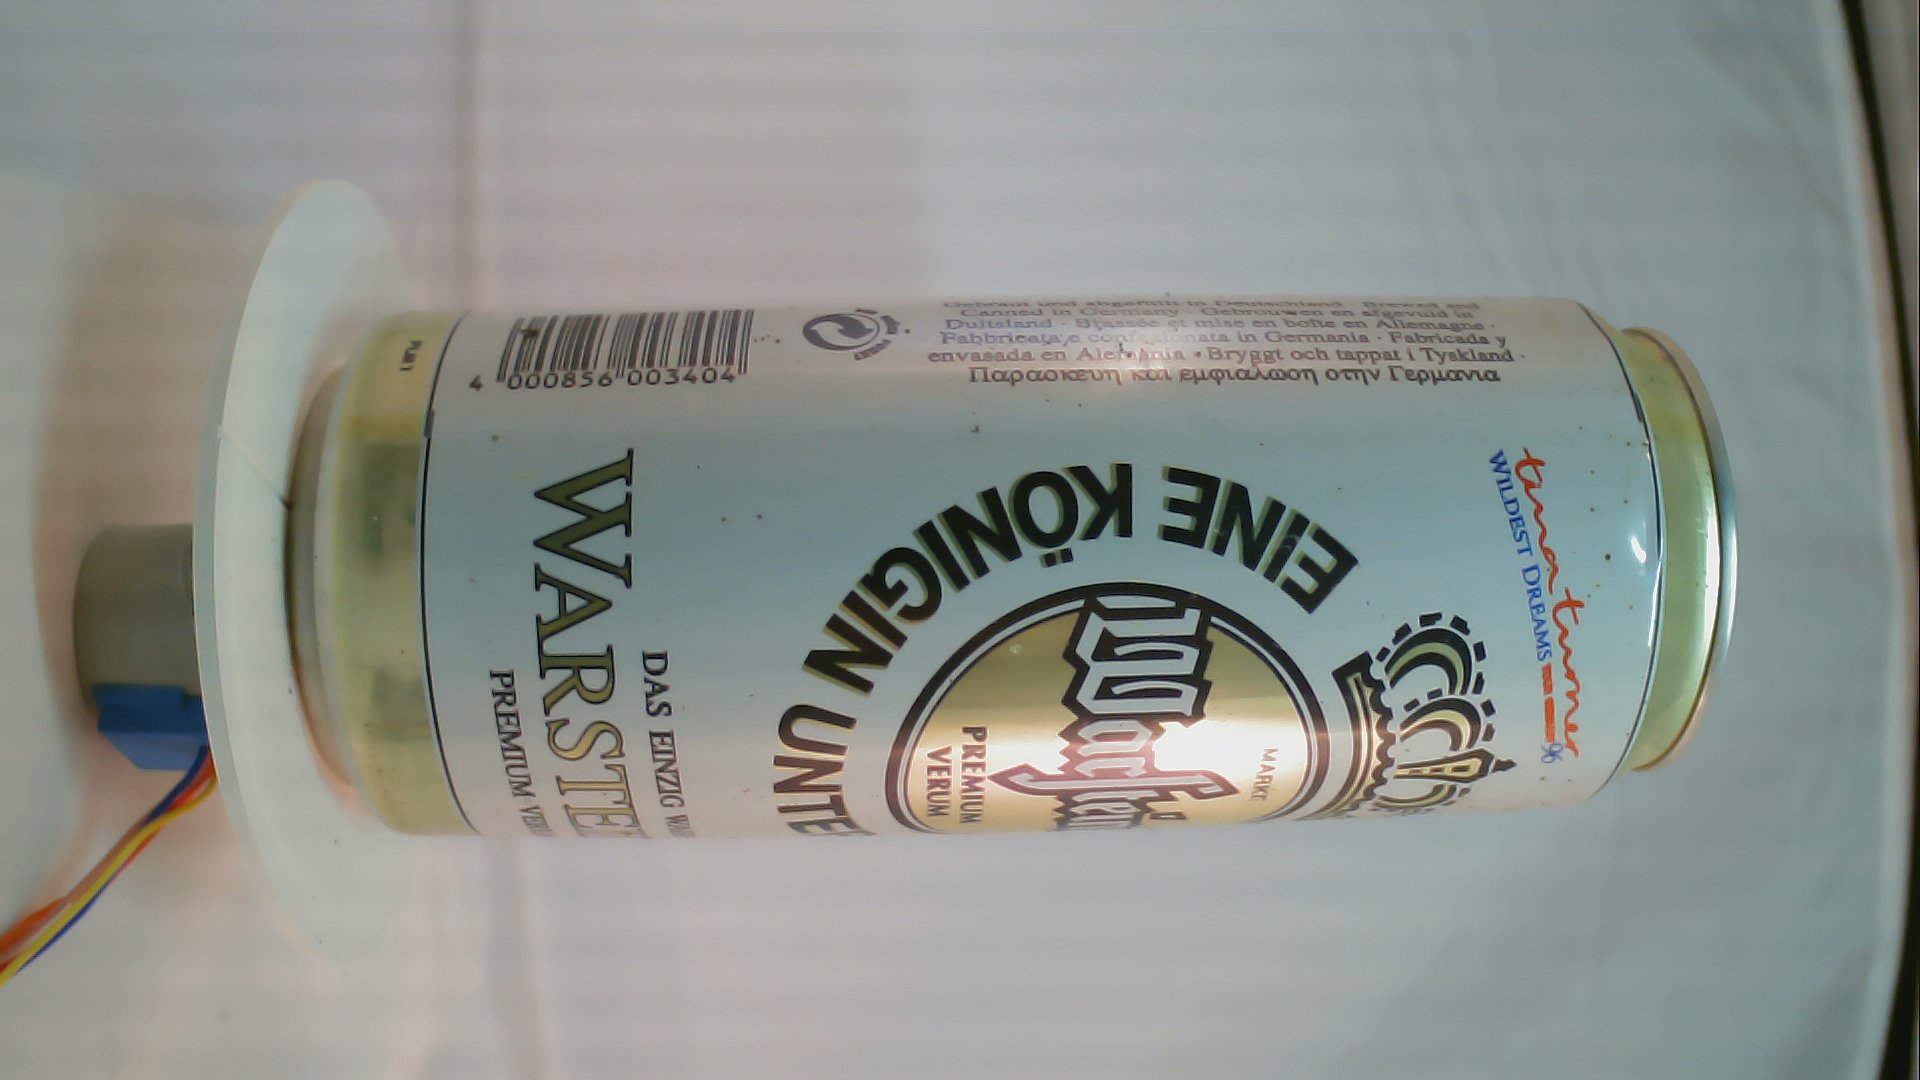 tina turner
WILDEST DREAMS 96
EINE KÖNIGIN
MARKE
PREMIUM
VERUM
DAS EINZIG
PREMIUM
Gebraut und abgefüllt in Deutschland · Brewed and
Canned in Germany · Gebrouwen en afgevuld in
Duitsland · Brassée et mise en boîte en Allemagne ·
Fabbricata e confezionata in Germania · Fabricada y
envasada en Alemania · Bryggt och tappat i Tyskland ·
Παρασκευη και εμφιαλωση στην Γερμανια
4 000856 003404